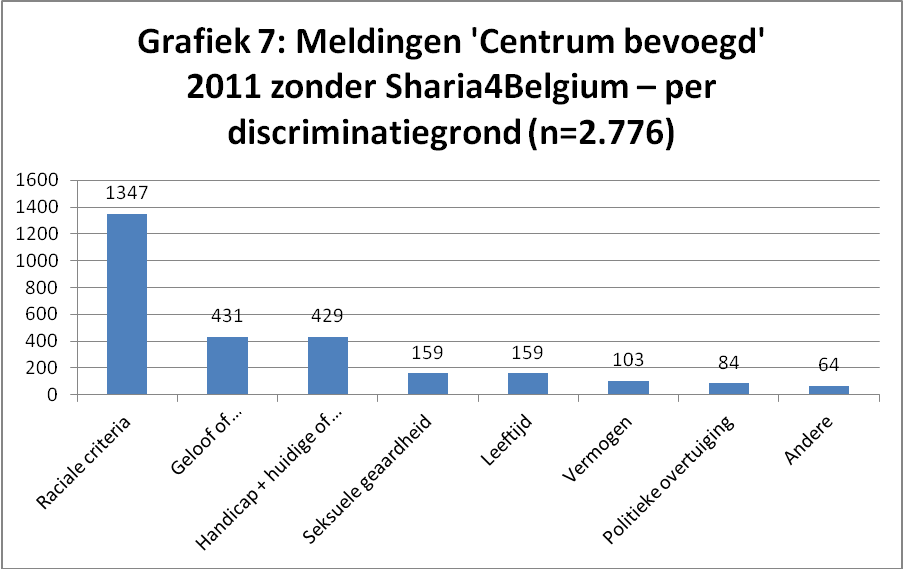 Grafiek 7: Meldingen 'Centrum bevoegd'
2011 zonder Sharia4Belgium – per
discriminatiegrond (n=2.776)
1600
1400
1200
1000
800
600
400
200
0
1347
431
429
159
159
103
84
64
Raciale criteria
Geloof of...
Handicap + huidige of...
Seksuele geaardheid
Leeftijd
Vermogen
Politieke overtuiging
Andere